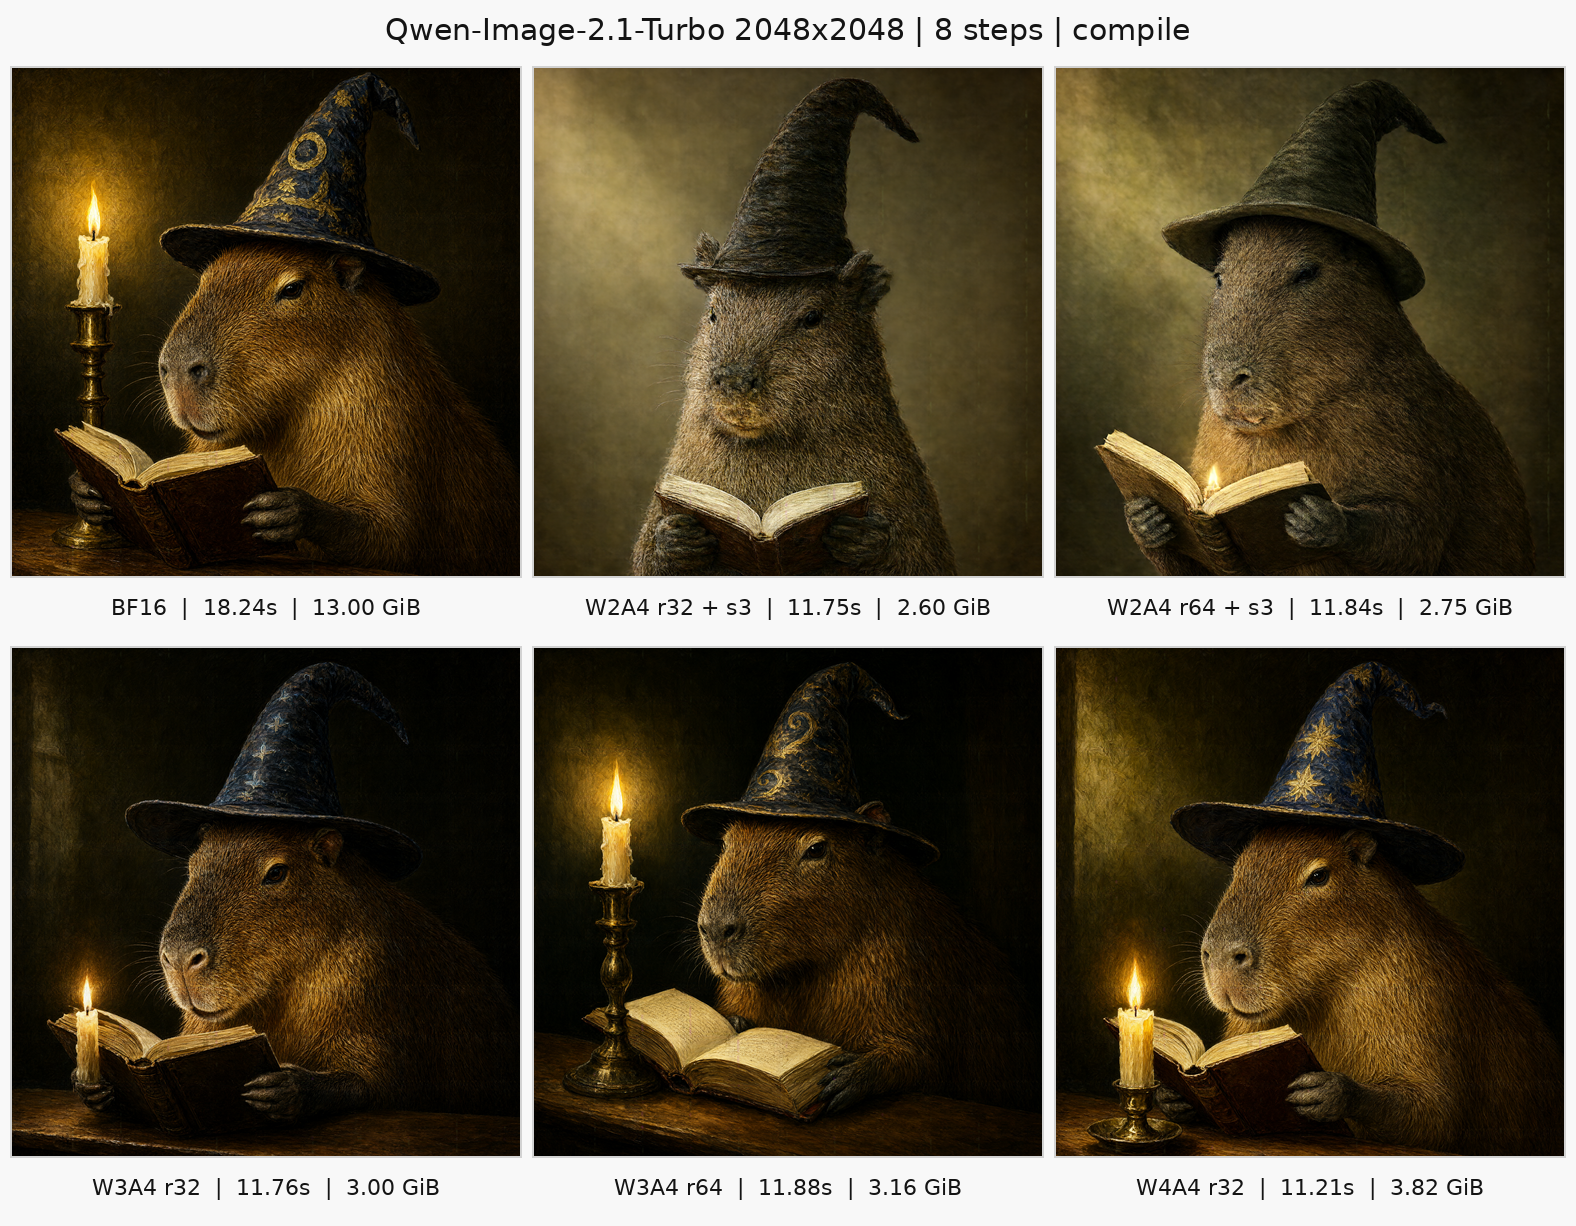 Qwen-Image-2.1-Turbo 2048x2048 | 8 steps | compile
BF16 | 18.24s | 13.00 GiB
W2A4 r32 + s3 | 11.75s | 2.60 GiB
W2A4 r64 + s3 | 11.84s | 2.75 GiB
W3A4 r32 | 11.76s | 3.00 GiB
W3A4 r64 | 11.88s | 3.16 GiB
W4A4 r32 | 11.21s | 3.82 GiB